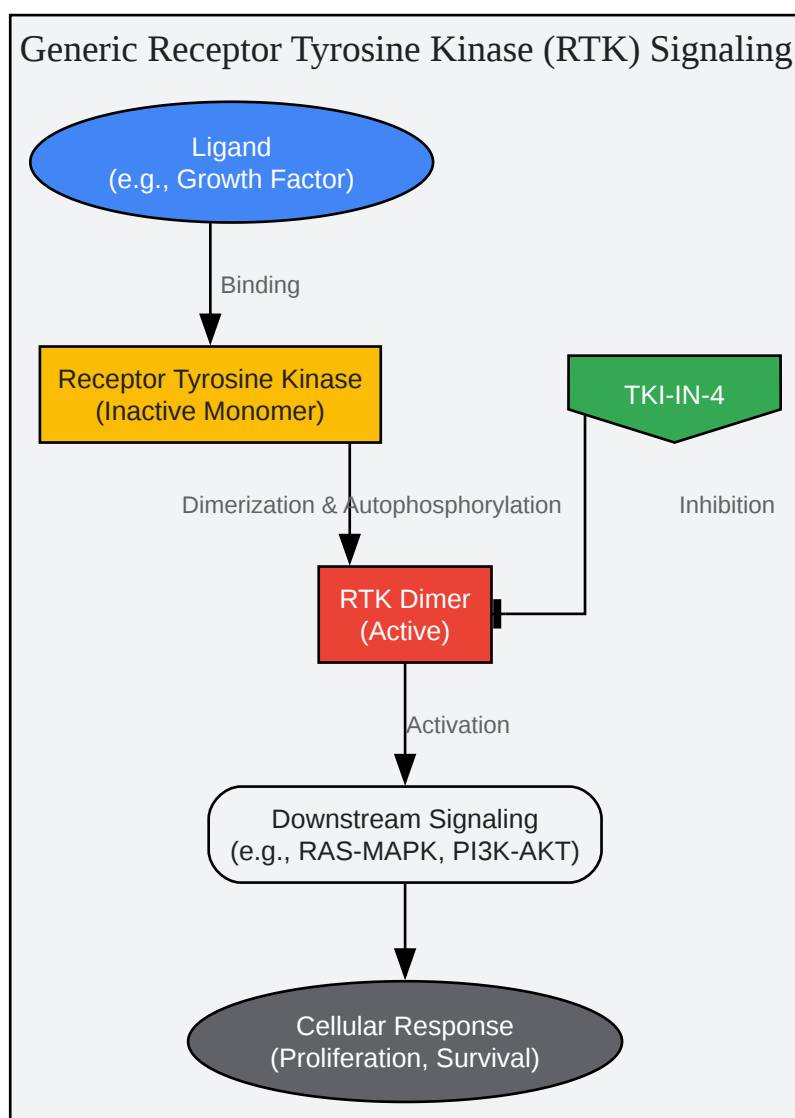 Generic Receptor Tyrosine Kinase (RTK) Signaling
Ligand
(e.g., Growth Factor)
Binding
Receptor Tyrosine Kinase
(Inactive Monomer)
TKI-IN-4
Dimerization & Autophosphorylation
Inhibition
RTK Dimer
(Active)
Activation
Downstream Signaling
(e.g., RAS-MAPK, PI3K-AKT)
Cellular Response
(Proliferation, Survival)